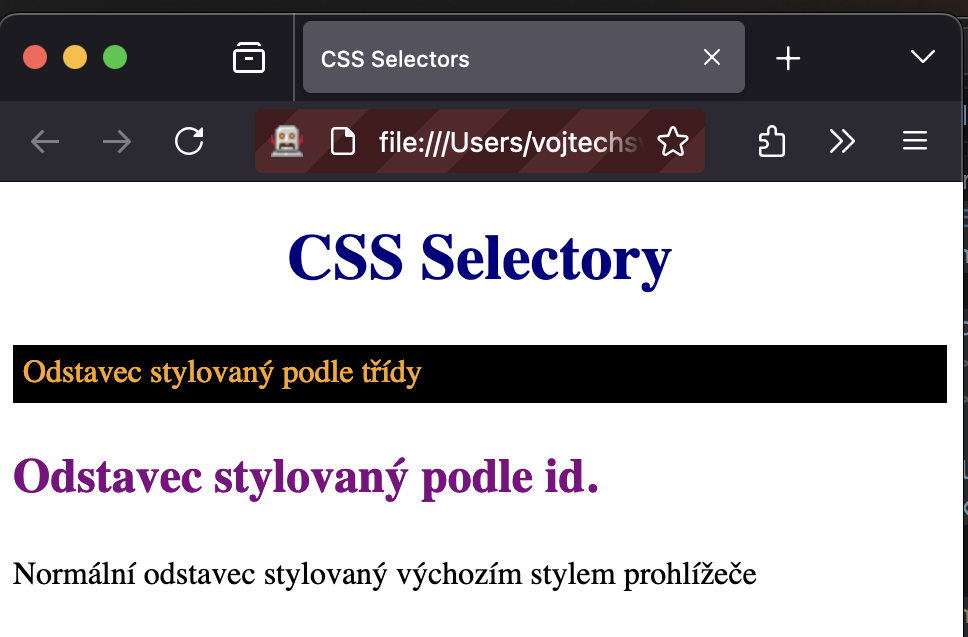 CSS Selectors
file:///Users/vojtechs
CSS Selectory
Odstavec stylovaný podle třídy
Odstavec stylovaný podle id.
Normální odstavec stylovaný výchozím stylem prohlížeče